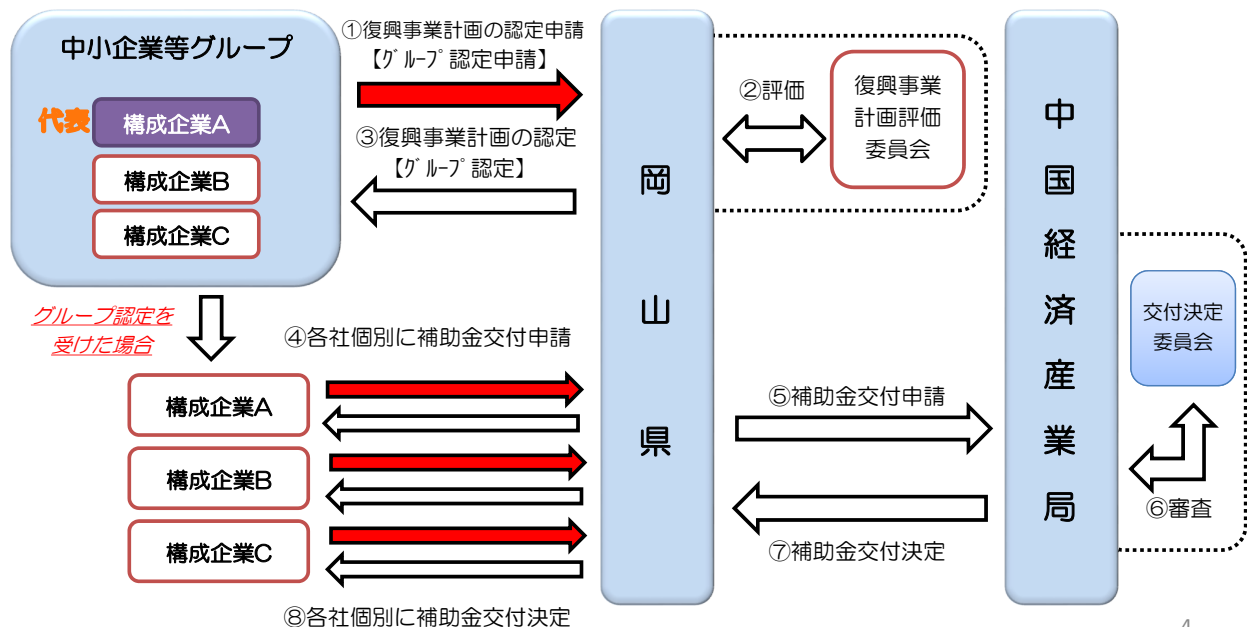 中小企業等グループ
代表
構成企業A
構成企業B
構成企業C
①復興事業計画の認定申請
【グループ認定申請】
③復興事業計画の認定
【グループ認定】
②評価
復興事業
計画評価
委員会
岡山県
中国経済産業局
交付決定
委員会
⑥審査
グループ認定を
受けた場合
④各社個別に補助金交付申請
構成企業A
構成企業B
構成企業C
⑤補助金交付申請
⑦補助金交付決定
⑧各社個別に補助金交付決定
4